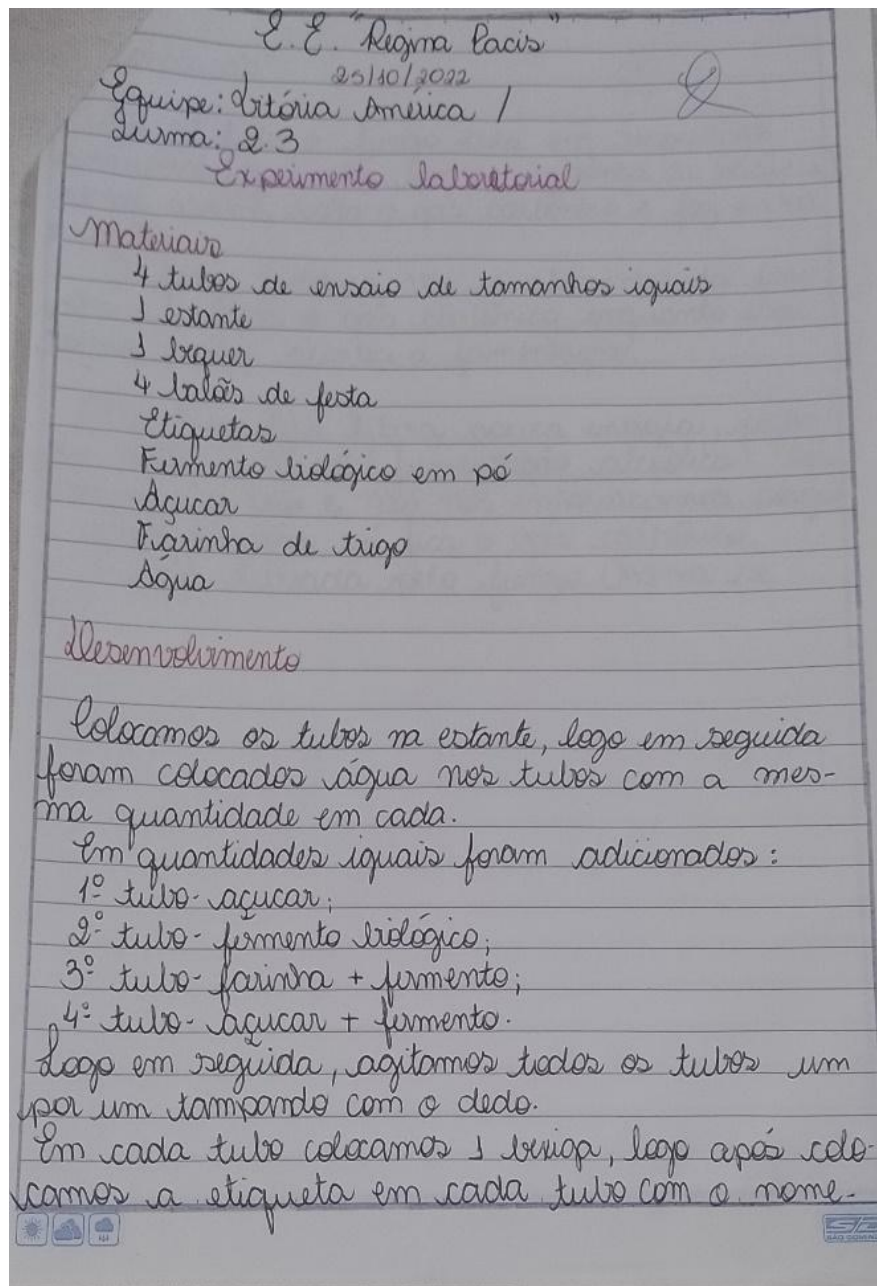 E.E. "Regina Pacis"
25/10/2022
Equipe: Vitória América /
Turma: 2.3
Experimento laboratorial
Materiais
4 tubos de ensaio de tamanhos iguais
1 estante
1 béquer
4 balões de festa
Etiquetas
Fermento biológico em pó
Açucar
Farinha de trigo
Água
Desenvolvimento
Colocamos os tubos na estante, logo em seguida
foram colocados água nos tubos com a mes-
ma quantidade em cada.
Em quantidades iguais foram adicionados:
1º tubo- açucar;
2º tubo- fermento biológico;
3º tubo- farinha + fermento;
4º tubo- açucar + fermento.
Logo em seguida, agitamos todos os tubos um
por um tampando com o dedo.
Em cada tubo colocamos 1 bexiga, logo após colo-
camos a etiqueta em cada tubo com o nome.